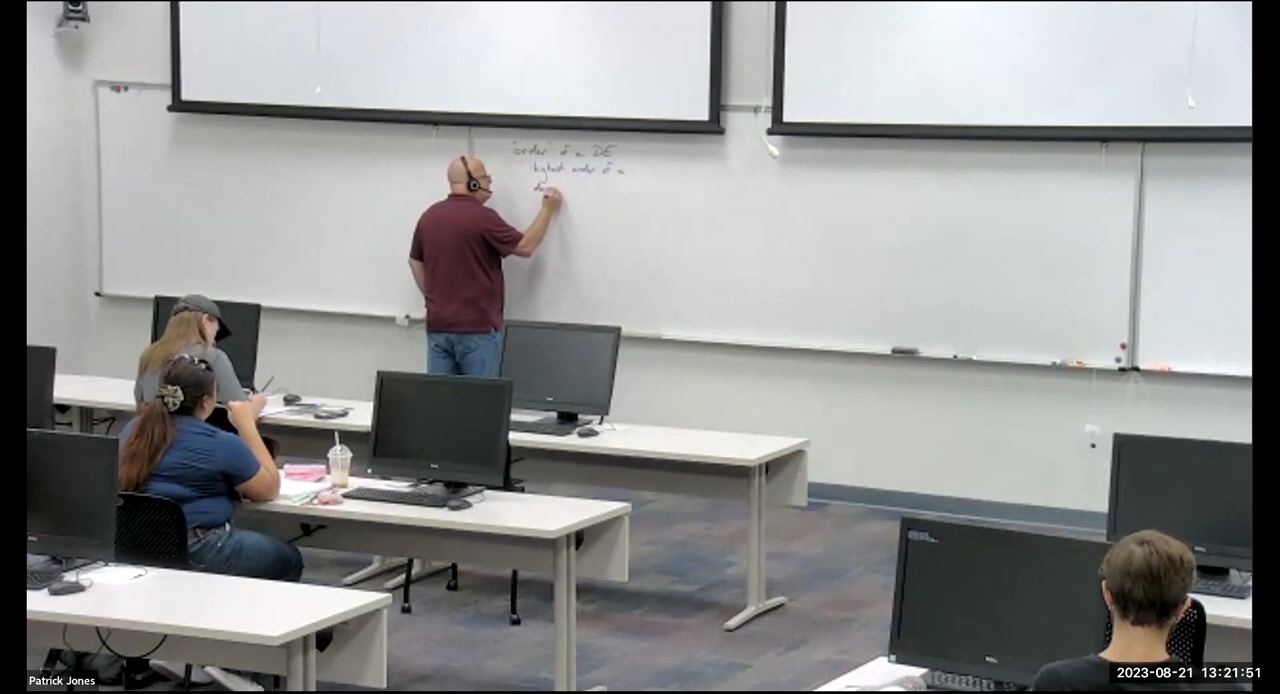 "order" of a DE
highest order of a
Patrick Jones
2023-08-21 13:21:51